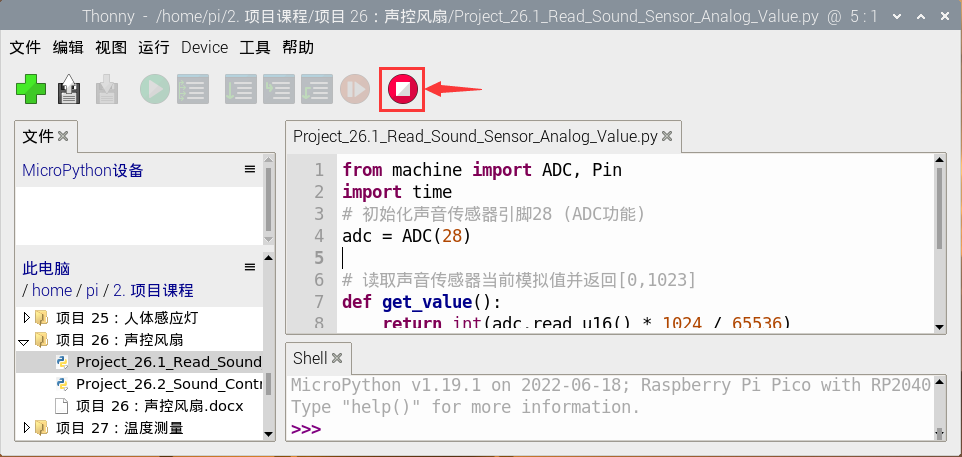 Thonny - /home/pi/2. 项目课程/项目 26：声控风扇/Project_26.1_Read_Sound_Sensor_Analog_Value.py @ 5 : 1
文件 编辑 视图 运行 Device 工具 帮助
文件
MicroPython设备
此电脑
/ home / pi / 2. 项目课程
项目 25：人体感应灯
项目 26：声控风扇
Project_26.1_Read_Sound
Project_26.2_Sound_Contr
项目 26：声控风扇.docx
项目 27：温度测量
Project_26.1_Read_Sound_Sensor_Analog_Value.py
1 from machine import ADC, Pin
2 import time
3 # 初始化声音传感器引脚28 (ADC功能)
4 adc = ADC(28)
5
6 # 读取声音传感器当前模拟值并返回[0,1023]
7 def get_value():
8 return int(adc.read_u16() * 1024 / 65536)
Shell
MicroPython v1.19.1 on 2022-06-18; Raspberry Pi Pico with RP2040
Type "help()" for more information.
>>>